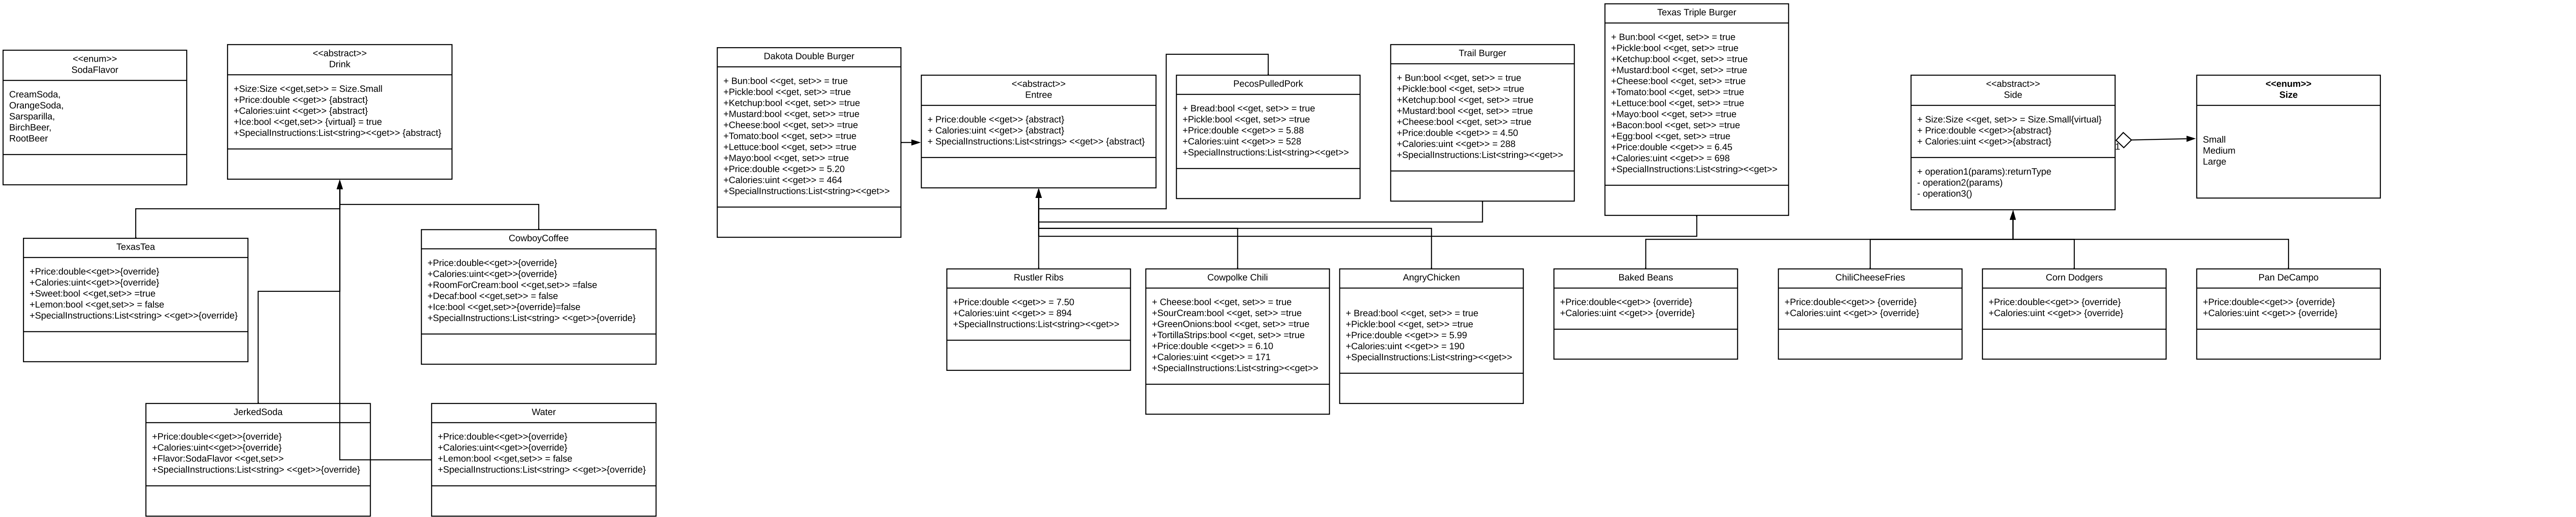 <<enum>>
SodaFlavor
CreamSoda,
OrangeSoda,
Sarsparilla,
BirchBeer,
RootBeer
<<abstract>>
Drink
+Size:Size <<get,set>> = Size.Small
+Price:double <<get>> {abstract}
+Calories:uint <<get>> {abstract}
+Ice:bool <<get,set>> {virtual} = true
+SpecialInstructions:List<string><<get>> {abstract}
TexasTea
+Price:double<<get>>{override}
+Calories:uint<<get>>{override}
+Sweet:bool <<get,set>> =true
+Lemon:bool <<get,set>> = false
+SpecialInstructions:List<string> <<get>>{override}
CowboyCoffee
+Price:double<<get>>{override}
+Calories:uint<<get>>{override}
+RoomForCream:bool <<get,set>> =false
+Decaf:bool <<get,set>> = false
+Ice:bool <<get,set>>{override}=false
+SpecialInstructions:List<string> <<get>>{override}
JerkedSoda
+Price:double<<get>>{override}
+Calories:uint<<get>>{override}
+Flavor:SodaFlavor <<get,set>>
+SpecialInstructions:List<string> <<get>>{override}
Water
+Price:double<<get>>{override}
+Calories:uint<<get>>{override}
+Lemon:bool <<get,set>> = false
+SpecialInstructions:List<string> <<get>>{override}
Dakota Double Burger
+ Bun:bool <<get, set>> = true
+Pickle:bool <<get, set>> =true
+Ketchup:bool <<get, set>> =true
+Mustard:bool <<get, set>> =true
+Cheese:bool <<get, set>> =true
+Tomato:bool <<get, set>> =true
+Lettuce:bool <<get, set>> =true
+Mayo:bool <<get, set>> =true
+Price:double <<get>> = 5.20
+Calories:uint <<get>> = 464
+SpecialInstructions:List<string><<get>>
<<abstract>>
Entree
+ Price:double <<get>> {abstract}
+ Calories:uint <<get>> {abstract}
+ SpecialInstructions:List<strings> <<get>> {abstract}
PecosPulledPork
+ Bread:bool <<get, set>> = true
+Pickle:bool <<get, set>> =true
+Price:double <<get>> = 5.88
+Calories:uint <<get>> = 528
+SpecialInstructions:List<string><<get>>
Trail Burger
+ Bun:bool <<get, set>> = true
+Pickle:bool <<get, set>> =true
+Ketchup:bool <<get, set>> =true
+Mustard:bool <<get, set>> =true
+Cheese:bool <<get, set>> =true
+Price:double <<get>> = 4.50
+Calories:uint <<get>> = 288
+SpecialInstructions:List<string><<get>>
Texas Triple Burger
+ Bun:bool <<get, set>> = true
+Pickle:bool <<get, set>> =true
+Ketchup:bool <<get, set>> =true
+Mustard:bool <<get, set>> =true
+Cheese:bool <<get, set>> =true
+Tomato:bool <<get, set>> =true
+Lettuce:bool <<get, set>> =true
+Mayo:bool <<get, set>> =true
+Bacon:bool <<get, set>> =true
+Egg:bool <<get, set>> =true
+Price:double <<get>> = 6.45
+Calories:uint <<get>> = 698
+SpecialInstructions:List<string><<get>>
Rustler Ribs
+Price:double <<get>> = 7.50
+Calories:uint <<get>> = 894
+SpecialInstructions:List<string><<get>>
Cowpolke Chili
+ Cheese:bool <<get, set>> = true
+SourCream:bool <<get, set>> =true
+GreenOnions:bool <<get, set>> =true
+TortillaStrips:bool <<get, set>> =true
+Price:double <<get>> = 6.10
+Calories:uint <<get>> = 171
+SpecialInstructions:List<string><<get>>
AngryChicken
+ Bread:bool <<get, set>> = true
+Pickle:bool <<get, set>> =true
+Price:double <<get>> = 5.99
+Calories:uint <<get>> = 190
+SpecialInstructions:List<string><<get>>
<<abstract>>
Side
+ Size:Size <<get, set>> = Size.Small{virtual}
+ Price:double <<get>>{abstract}
+ Calories:uint <<get>>{abstract}
+ operation1(params):returnType
- operation2(params)
- operation3()
1
<<enum>>
Size
Small
Medium
Large
Baked Beans
+Price:double<<get>> {override}
+Calories:uint <<get>> {override}
ChiliCheeseFries
+Price:double<<get>> {override}
+Calories:uint <<get>> {override}
Corn Dodgers
+Price:double<<get>> {override}
+Calories:uint <<get>> {override}
Pan DeCampo
+Price:double<<get>> {override}
+Calories:uint <<get>> {override}